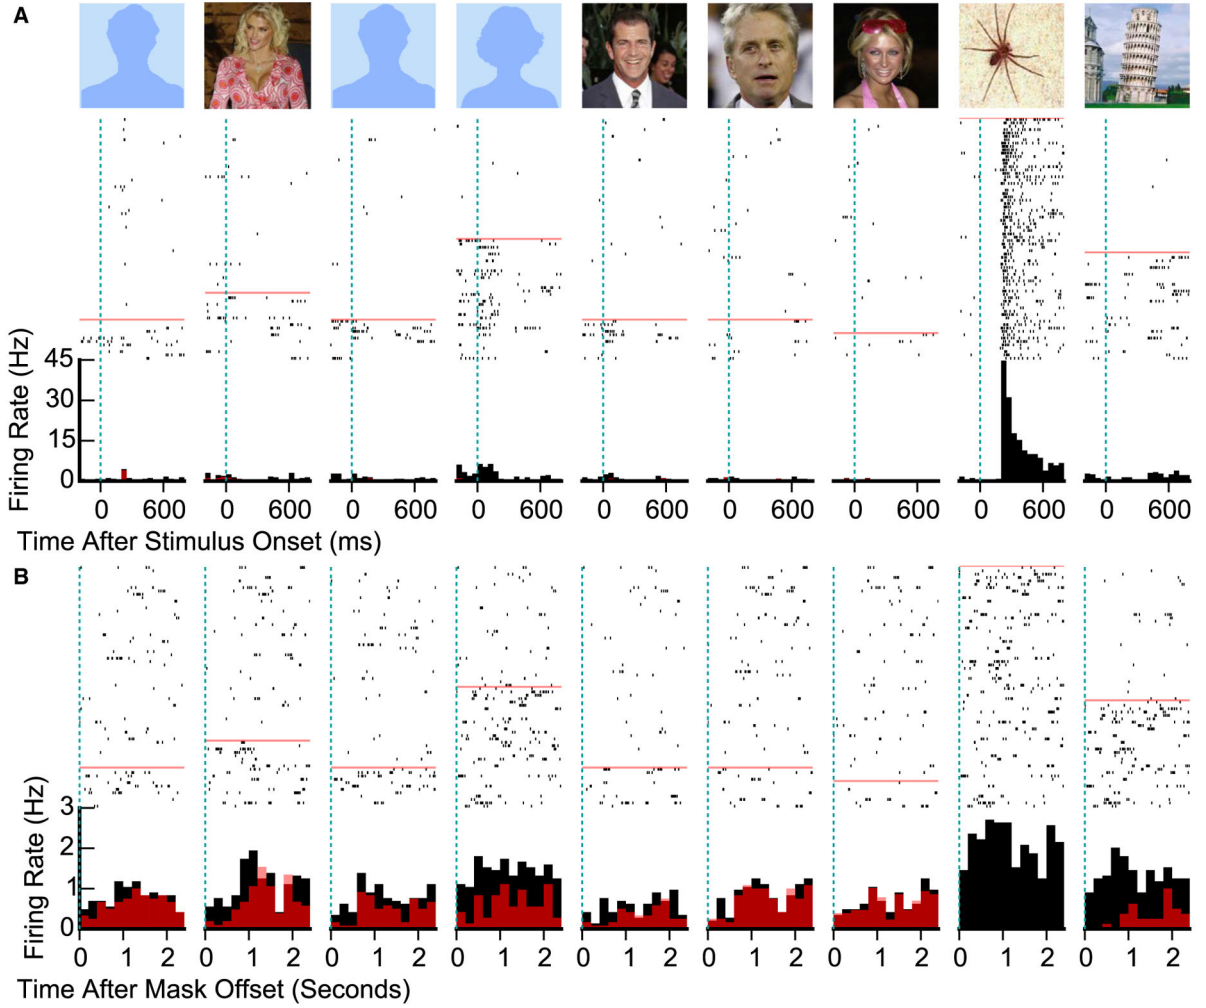 A
Firing Rate (Hz)
45
30
15
0
0 600 0 600 0 600 0 600 0 600 0 600 0 600 0 600 0 600
Time After Stimulus Onset (ms)
B
Firing Rate (Hz)
3
2
1
0
0 1 2 0 1 2 0 1 2 0 1 2 0 1 2 0 1 2 0 1 2 0 1 2 0 1 2
Time After Mask Offset (Seconds)